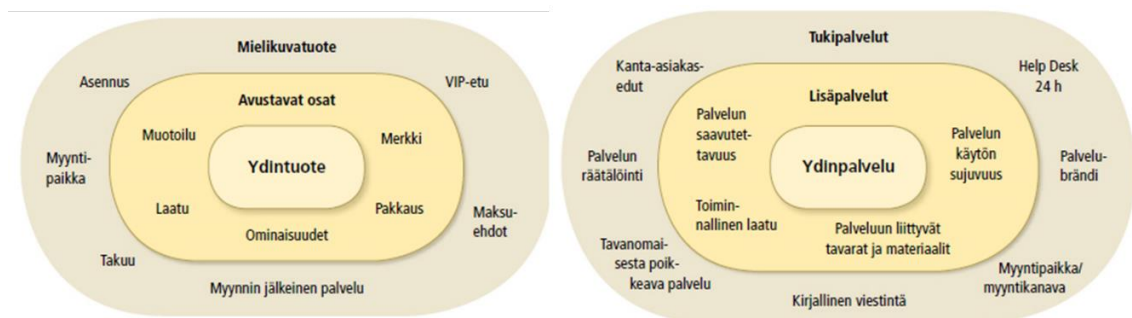 Mielikuvatuote
Asennus
VIP-etu
Avustavat osat
Muotoilu
Merkki
Myynti-
paikka
Ydintuote
Laatu
Pakkaus
Maksu-
ehdot
Ominaisuudet
Takuu
Myynnin jälkeinen palvelu
Tukipalvelut
Kanta-asiakas-
edut
Help Desk
24 h
Lisäpalvelut
Palvelun
saavutet-
tavuus
Palvelun
käytön
sujuvuus
Palvelun
räätälöinti
Ydinpalvelu
Palvelu-
brändi
Toimin-
nallinen laatu
Palveluun liittyvät
tavarat ja materiaalit
Tavanomai-
sesta poik-
keava palvelu
Myyntipaikka/
myyntikanava
Kirjallinen viestintä